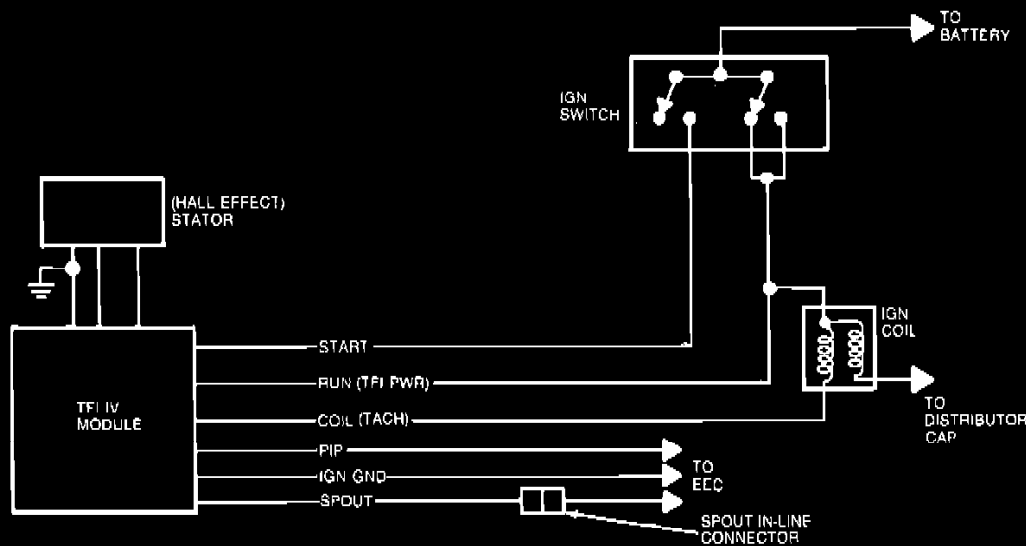 TO
BATTERY
IGN
SWITCH
(HALL EFFECT)
STATOR
IGN
COIL
START
RUN (TFI PWR)
TFI IV
MODULE
COIL (TACH)
TO
DISTRIBUTOR
CAP
PIP
IGN GND
TO
EEC
SPOUT
SPOUT IN-LINE
CONNECTOR